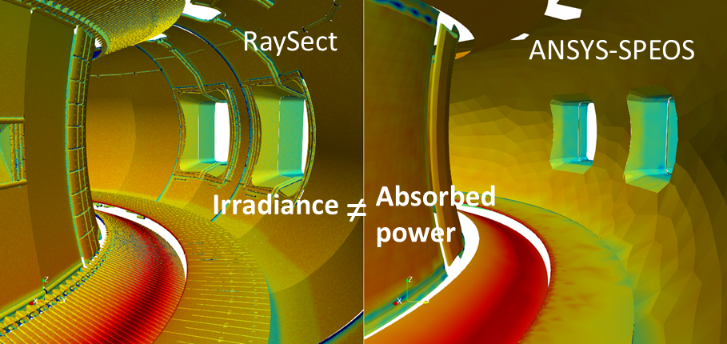 RaySect
ANSYS-SPEOS
Irradiance ≠ Absorbed
power